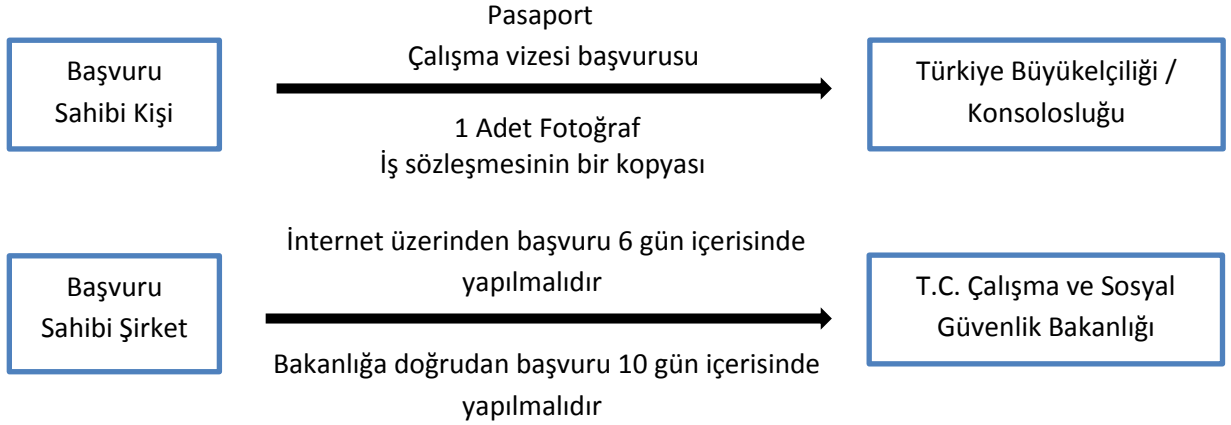 Pasaport
Çalışma vizesi başvurusu
Başvuru
Sahibi Kişi
1 Adet Fotoğraf
İş sözleşmesinin bir kopyası
Türkiye Büyükelçiliği /
Konsolosluğu
İnternet üzerinden başvuru 6 gün içerisinde
yapılmalıdır
Başvuru
Sahibi Şirket
Bakanlığa doğrudan başvuru 10 gün içerisinde
yapılmalıdır
T.C. Çalışma ve Sosyal
Güvenlik Bakanlığı